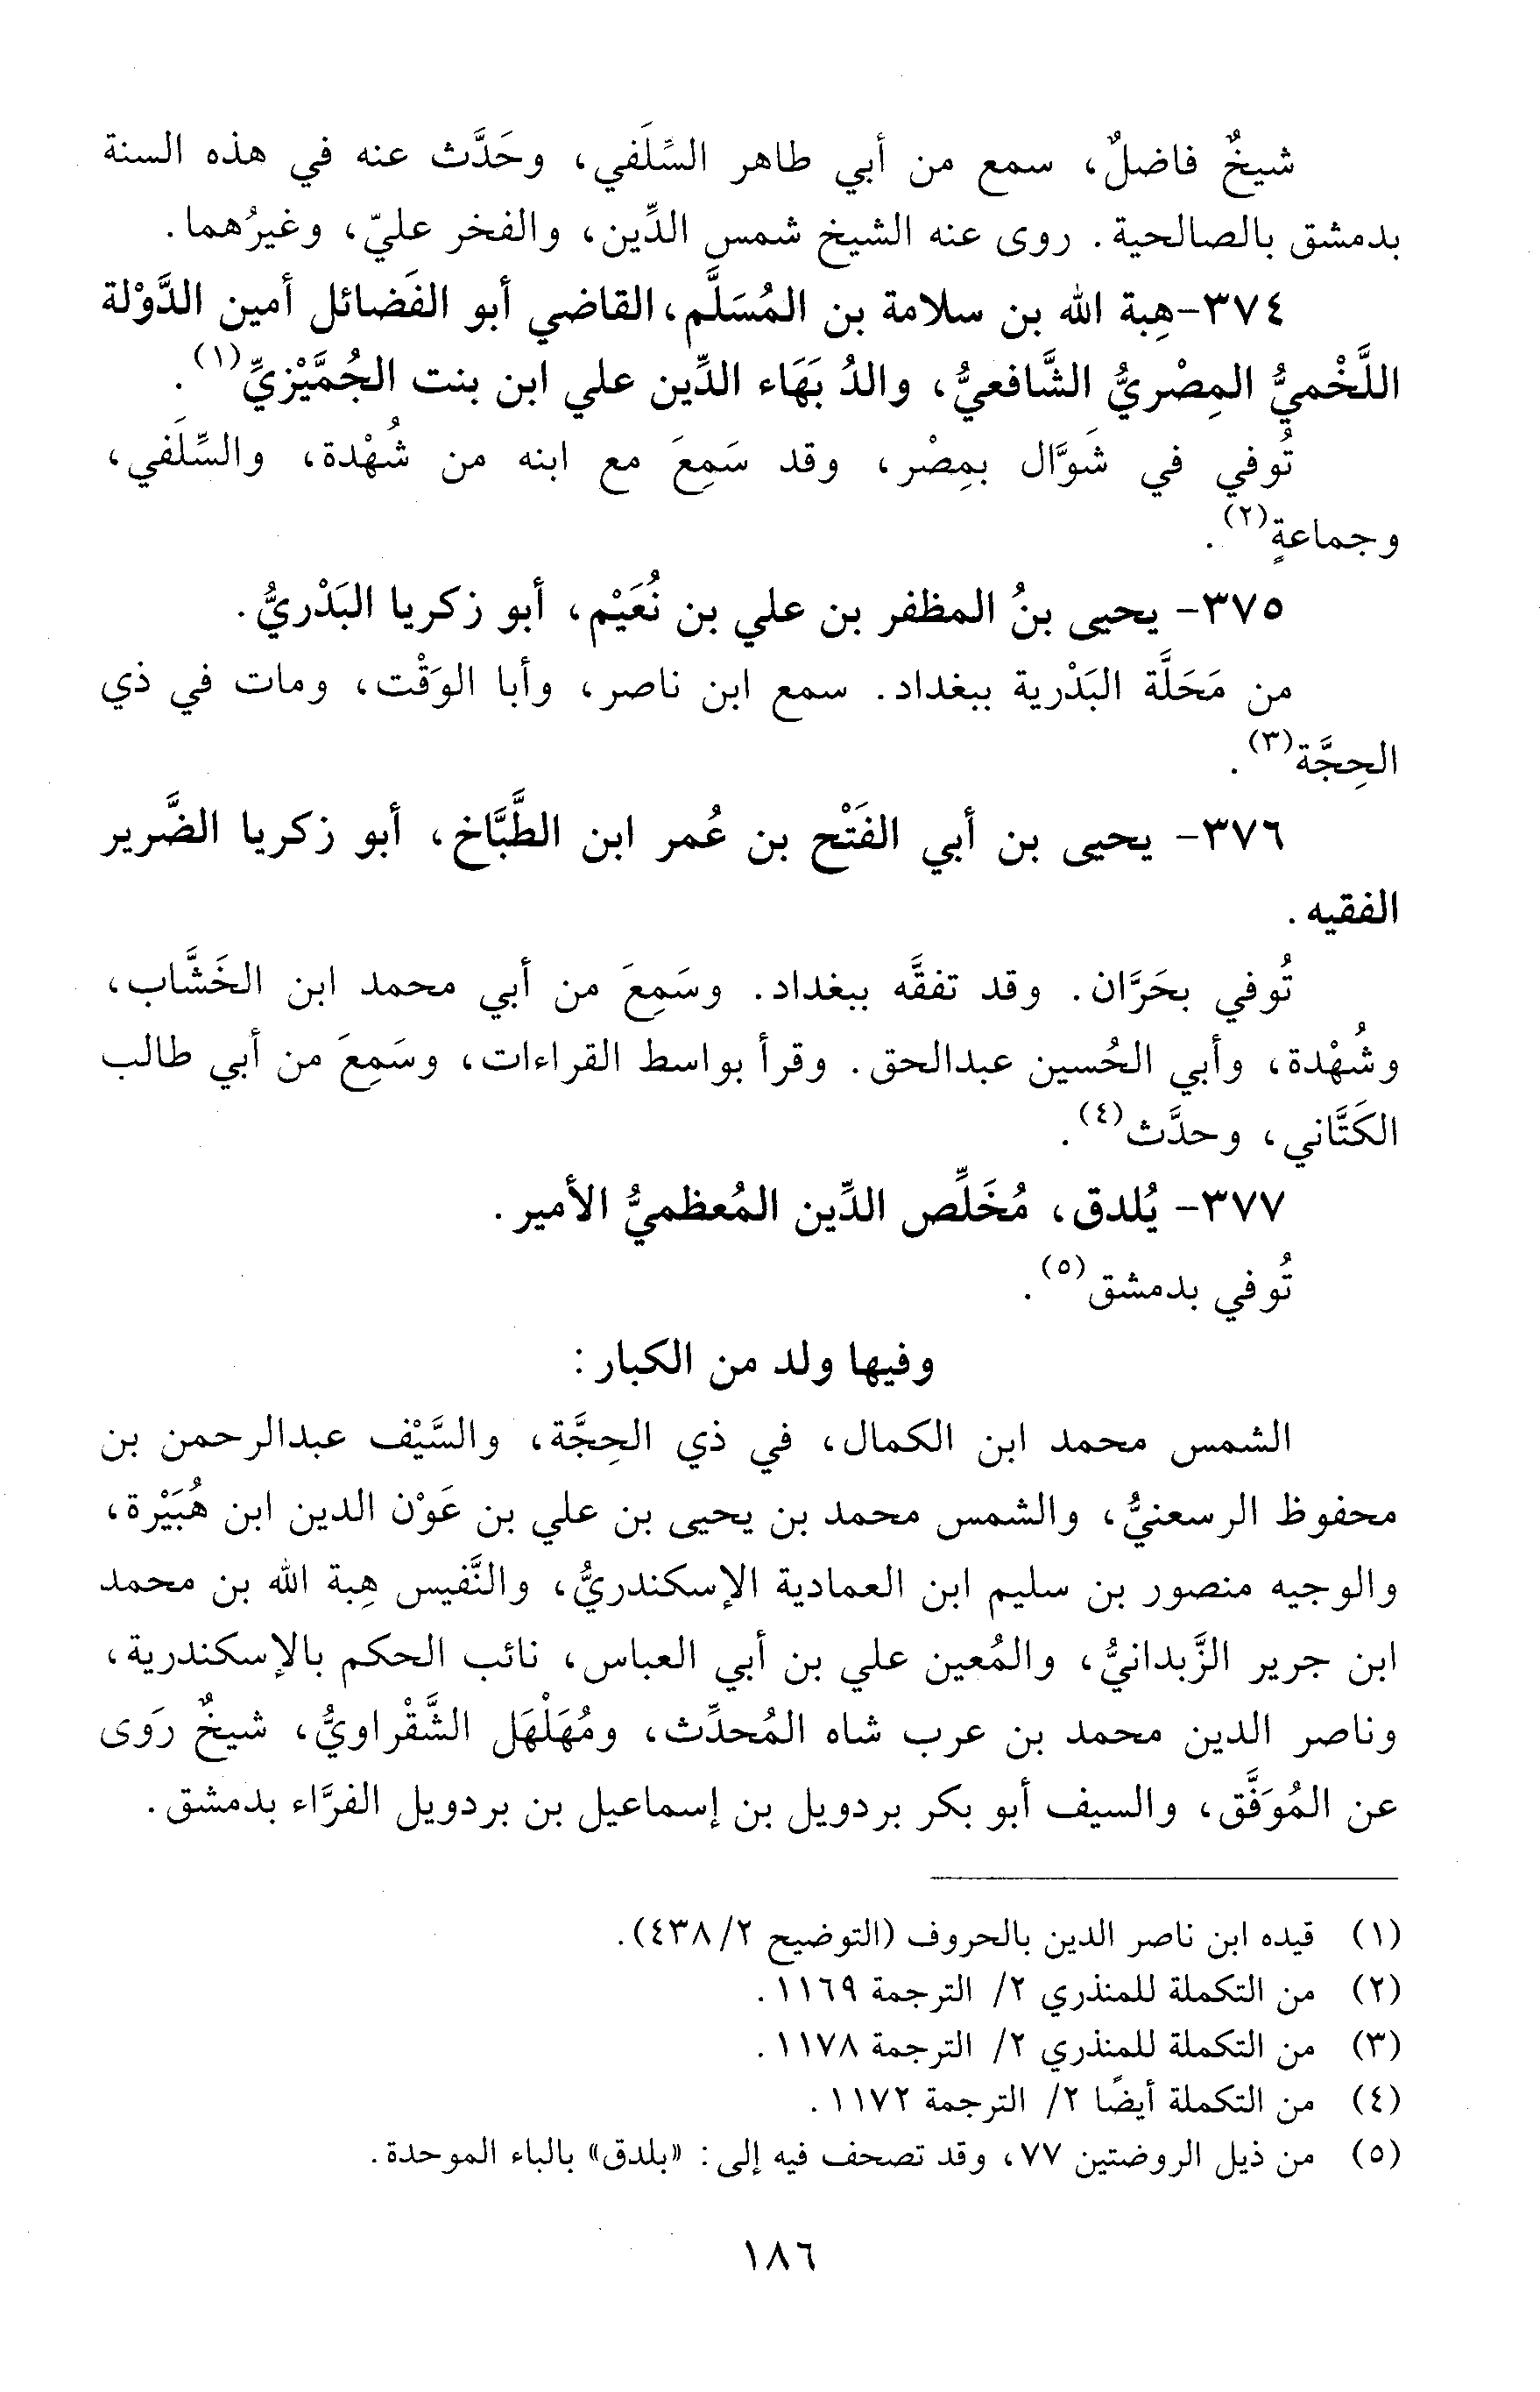 شيخٌ فاضلٌ، سمع من أبي طاهر السِّلَفي، وحَدَّث عنه في هذه السنة
بدمشق بالصالحية. روى عنه الشيخ شمس الدِّين، والفخر عليّ، وغيرُهما.
٣٧٤-هِبة الله بن سلامة بن المُسَلَّم، القاضي أبو الفَضائل أمين الدَّوْلة
اللَّخْميُّ المِصْريُّ الشَّافعيُّ، والدُ بَهَاء الدِّين علي ابن بنت الجُمَّيْزيِّ(١).
تُوفي في شَوَّال بمِصْر، وقد سَمِعَ مع ابنه من شُهْدة، والسِّلَفي،
وجماعةٍ(٢).
٣٧٥- يحيى بنُ المظفر بن علي بن نُعَيْم، أبو زكريا البَدْريُّ.
من مَحَلَّة البَدْرية ببغداد. سمع ابن ناصر، وأبا الوَقْت، ومات في ذي
الحِجَّة(٣).
٣٧٦- يحيى بن أبي الفَتْح بن عُمر ابن الطَّبَّاخ، أبو زكريا الضَّرير
الفقيه.
تُوفي بحَرَّان. وقد تفقَّه ببغداد. وسَمِعَ من أبي محمد ابن الخَشَّاب،
وشُهْدة، وأبي الحُسين عبدالحق. وقرأ بواسط القراءات، وسَمِعَ من أبي طالب
الكَتَّاني، وحدَّث(٤).
٣٧٧- يُلدق، مُخَلِّص الدِّين المُعظميُّ الأمير.
تُوفي بدمشق(٥).
وفيها ولد من الكبار:
الشمس محمد ابن الكمال، في ذي الحِجَّة، والسَّيْف عبدالرحمن بن
محفوظ الرسعنيُّ، والشمس محمد بن يحيى بن علي بن عَوْن الدين ابن هُبَيْرة،
والوجيه منصور بن سليم ابن العمادية الإسكندريُّ، والنَّفيس هِبة الله بن محمد
ابن جرير الزَّبدانيُّ، والمُعين علي بن أبي العباس، نائب الحكم بالإسكندرية،
وناصر الدين محمد بن عرب شاه المُحدِّث، ومُهَلْهَل الشَّقْراويُّ، شيخٌ رَوَى
عن المُوَفَّق، والسيف أبو بكر بردويل بن إسماعيل بن بردويل الفرَّاء بدمشق.
(١) قيده ابن ناصر الدين بالحروف (التوضيح ٢/ ٤٣٨).
(٢) من التكملة للمنذري ٢/ الترجمة ١١٦٩.
(٣) من التكملة للمنذري ٢/ الترجمة ١١٧٨.
(٤) من التكملة أيضًا ٢/ الترجمة ١١٧٢.
(٥) من ذيل الروضتين ٧٧، وقد تصحف فيه إلى: «بلدق» بالباء الموحدة.
١٨٦